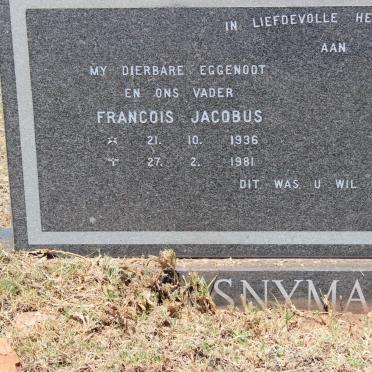 IN LIEFDEVOLLE HE
AAN
MY DIERBARE EGGENOOT
EN ONS VADER
FRANCOIS JACOBUS
* 21. 10. 1936
✝ 27. 2. 1981
DIT WAS U WIL
SNYMA